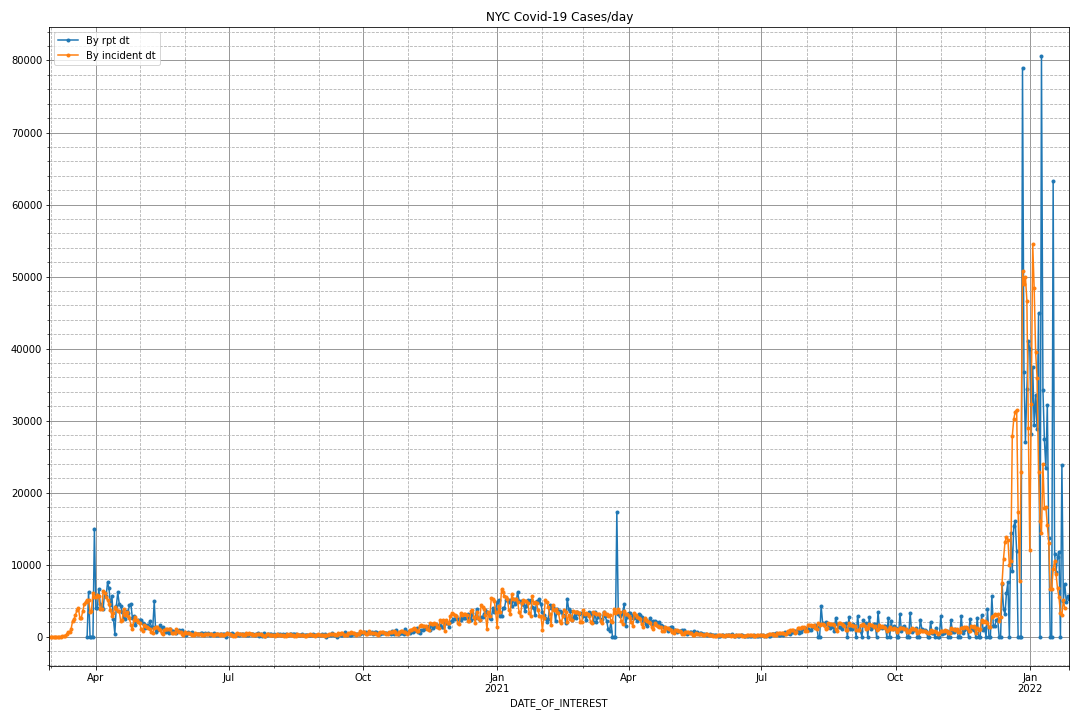 NYC Covid-19 Cases/day
By rpt dt
By incident dt
80000
70000
60000
50000
40000
30000
20000
10000
0
Apr Jul Oct Jan Apr Jul Oct Jan
2021 2022
DATE_OF_INTEREST